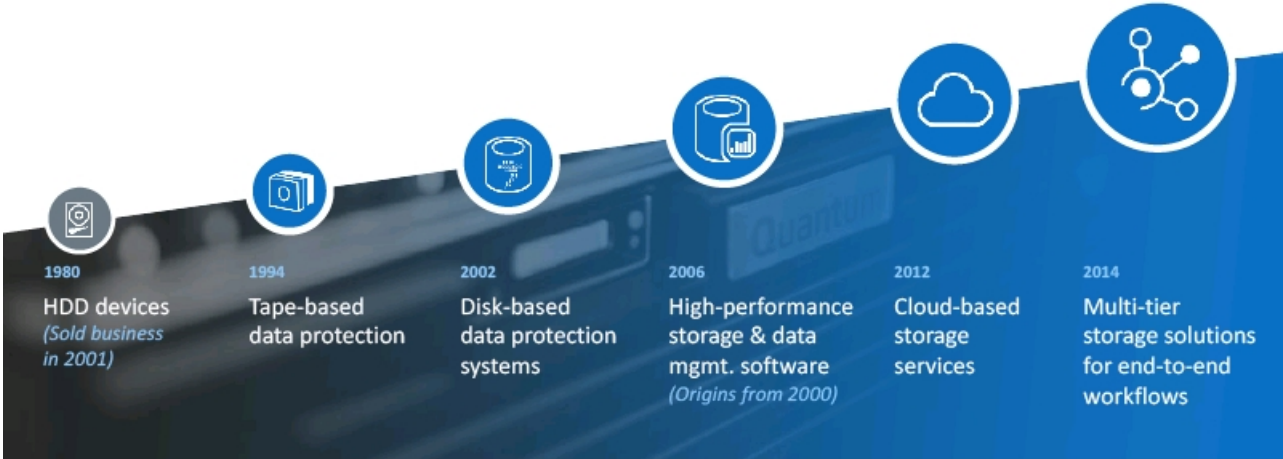 Quantum
1980
HDD devices
(Sold business
in 2001)
1994
Tape-based
data protection
2002
Disk-based
data protection
systems
2006
High-performance
storage & data
mgmt. software
(Origins from 2000)
2012
Cloud-based
storage
services
2014
Multi-tier
storage solutions
for end-to-end
workflows